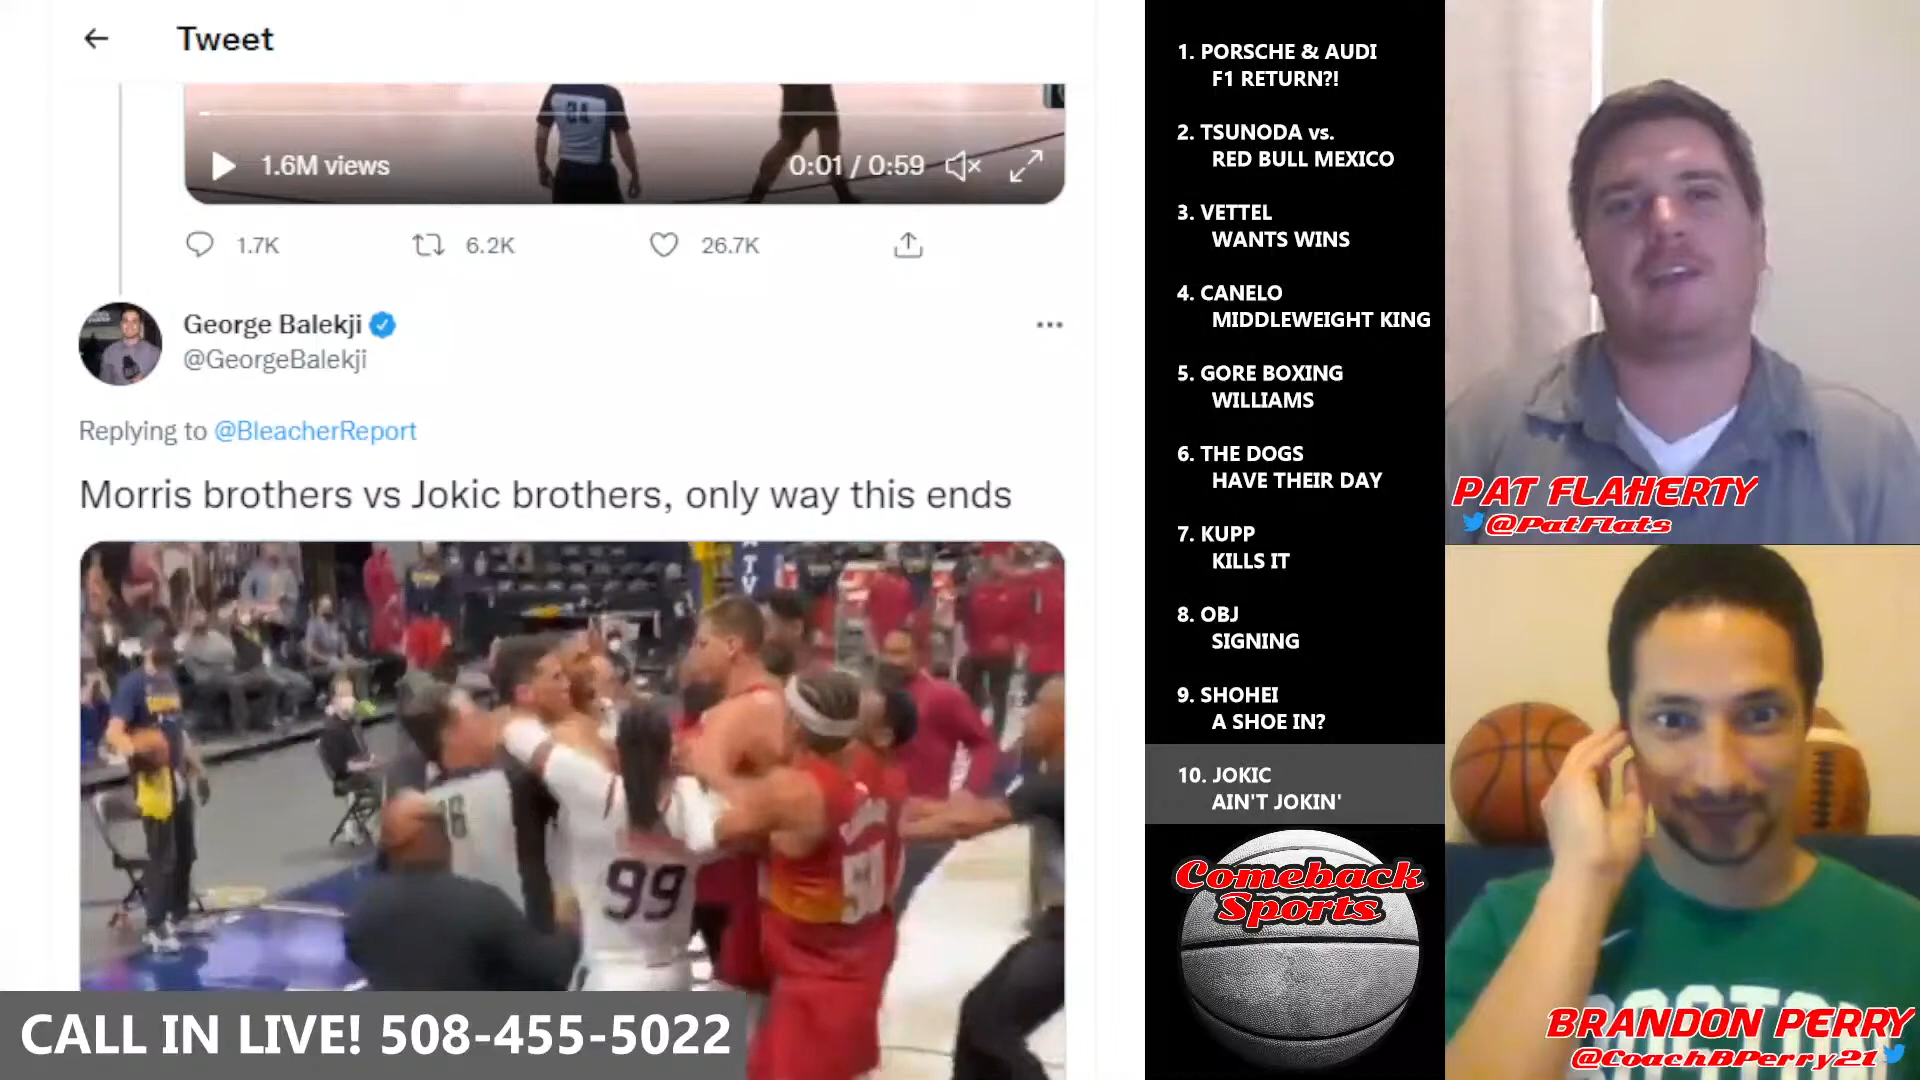 Tweet
1.6M views
0:01 / 0:59
1.7K
6.2K
26.7K
George Balekji
@GeorgeBalekji
Replying to @BleacherReport
Morris brothers vs Jokic brothers, only way this ends
99
CALL IN LIVE! 508-455-5022
1. PORSCHE & AUDI
F1 RETURN?!
2. TSUNODA vs.
RED BULL MEXICO
3. VETTEL
WANTS WINS
4. CANELO
MIDDLEWEIGHT KING
5. GORE BOXING
WILLIAMS
6. THE DOGS
HAVE THEIR DAY
7. KUPP
KILLS IT
8. OBJ
SIGNING
9. SHOHEI
A SHOE IN?
10. JOKIC
AIN'T JOKIN'
Comeback
Sports
PAT FLAHERTY
@PatFlats
BOSTON
BRANDON PERRY
@CoachBPerry21